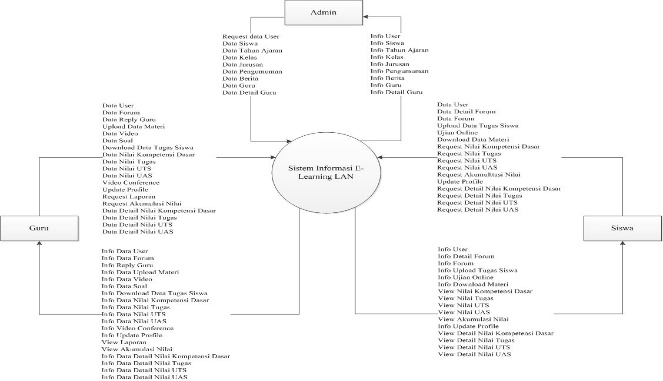 Admin
Request data User
Data Siswa
Data Tahun Ajaran
Data Kelas
Data Jurusan
Data Pengumuman
Data Berita
Data Guru
Data Detail Guru
Info User
Info Siswa
Info Tahun Ajaran
Info Kelas
Info Jurusan
Info Pengumuman
Info Berita
Info Guru
Info Detail Guru
Data User
Data Forum
Data Reply Guru
Upload Data Materi
Data Video
Data Soal
Download Data Tugas Siswa
Data Nilai Kompetensi Dasar
Data Nilai Tugas
Data Nilai UTS
Data Nilai UAS
Video Conference
Update Profile
Request Laporan
Request Akumulasi Nilai
Data Detail Nilai Kompetensi Dasar
Data Detail Nilai Tugas
Data Detail Nilai UTS
Data Detail Nilai UAS
Sistem Informasi E-
Learning LAN
Data User
Data Detail Forum
Data Forum
Upload Data Tugas Siswa
Ujian Online
Download Data Materi
Request Nilai Kompetensi Dasar
Request Nilai Tugas
Request Nilai UTS
Request Nilai UAS
Request Akumulitasi Nilai
Update Profile
Request Detail Nilai Kompetensi Dasar
Request Detail Nilai Tugas
Request Detail Nilai UTS
Request Detail Nilai UAS
Guru
Siswa
Info Data User
Info Data Forum
Info Reply Guru
Info Data Upload Materi
Info Data Video
Info Data Soal
Info Download Data Tugas Siswa
Info Data Nilai Kompetensi Dasar
Info Data Nilai Tugas
Info Data Nilai UTS
Info Data Nilai UAS
Info Video Conference
Info Update Profile
View Laporan
View Akumulasi Nilai
Info Data Detail Nilai Kompetensi Dasar
Info Data Detail Nilai Tugas
Info Data Detail Nilai UTS
Info Data Detail Nilai UAS
Info User
Info Detail Forum
Info Forum
Info Upload Tugas Siswa
Info Ujian Online
Info Download Materi
View Nilai Kompetensi Dasar
View Nilai Tugas
View Nilai UTS
View Nilai UAS
View Akumulasi Nilai
Info Update Profile
View Detail Nilai Kompetensi Dasar
View Detail Nilai Tugas
View Detail Nilai UTS
View Detail Nilai UAS